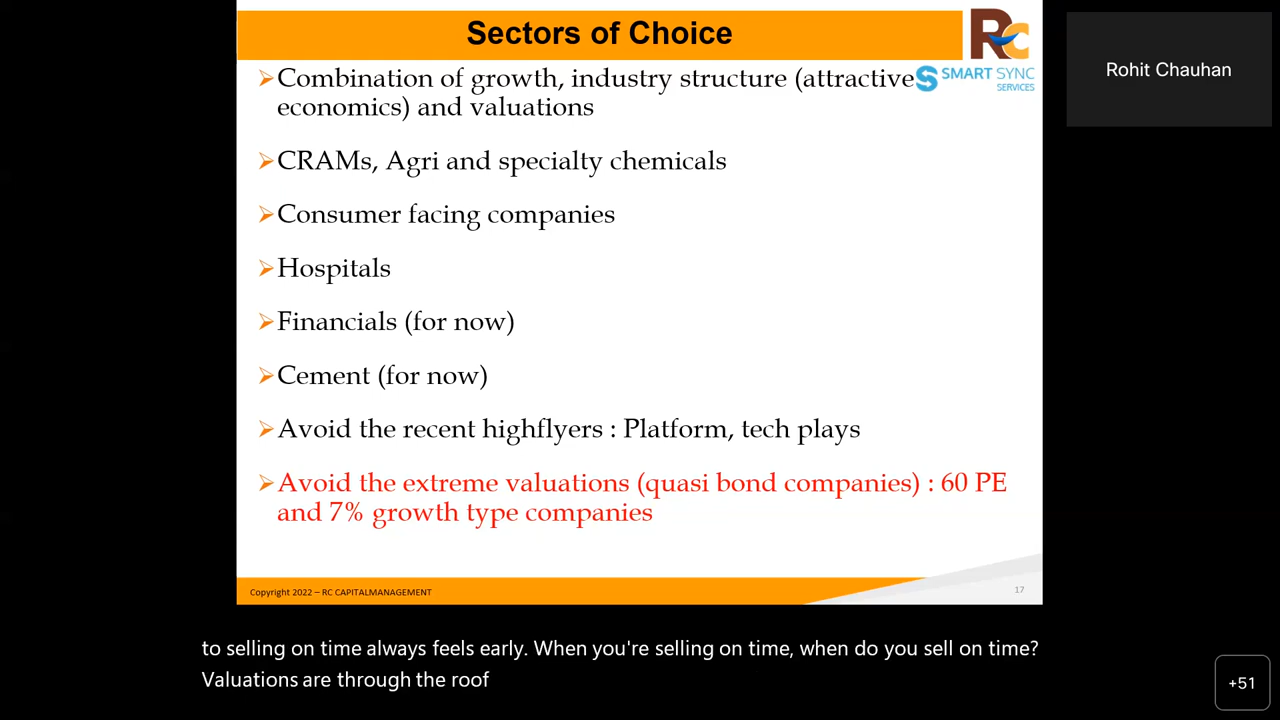 Sectors of Choice
RC
SMART SYNC
SERVICES
Rohit Chauhan
➢Combination of growth, industry structure (attractive
economics) and valuations
➢CRAMs, Agri and specialty chemicals
➢Consumer facing companies
➢Hospitals
➢Financials (for now)
➢Cement (for now)
➢Avoid the recent highflyers : Platform, tech plays
➢Avoid the extreme valuations (quasi bond companies) : 60 PE
and 7% growth type companies
Copyright 2022 – RC CAPITALMANAGEMENT
17
to selling on time always feels early. When you're selling on time, when do you sell on time?
Valuations are through the roof
+51